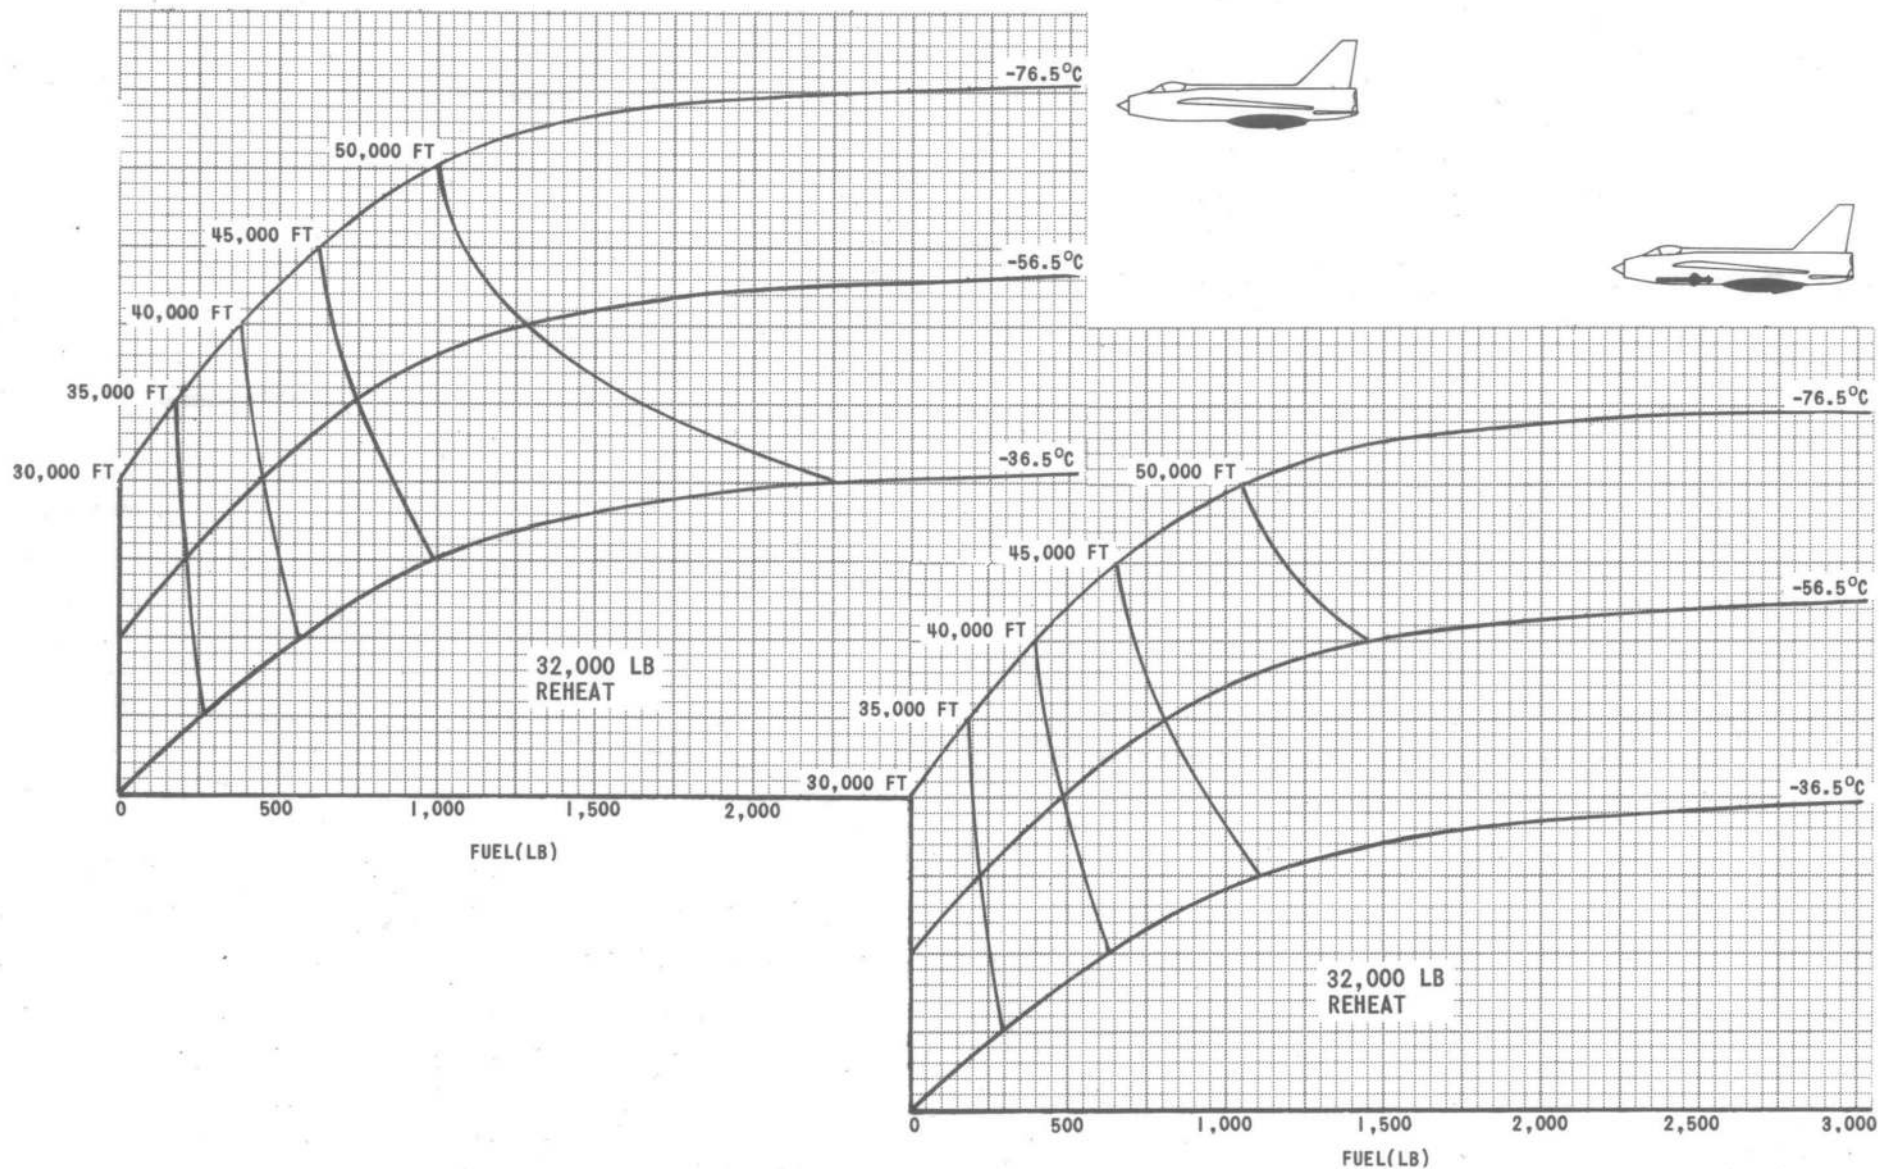 -76.5°C
50,000 FT
45,000 FT
-56.5°C
40,000 FT
35,000 FT
30,000 FT
-36.5°C
32,000 LB
REHEAT
0 500 1,000 1,500 2,000
FUEL(LB)
-76.5°C
50,000 FT
45,000 FT
-56.5°C
40,000 FT
35,000 FT
30,000 FT
-36.5°C
32,000 LB
REHEAT
0 500 1,000 1,500 2,000 2,500 3,000
FUEL(LB)